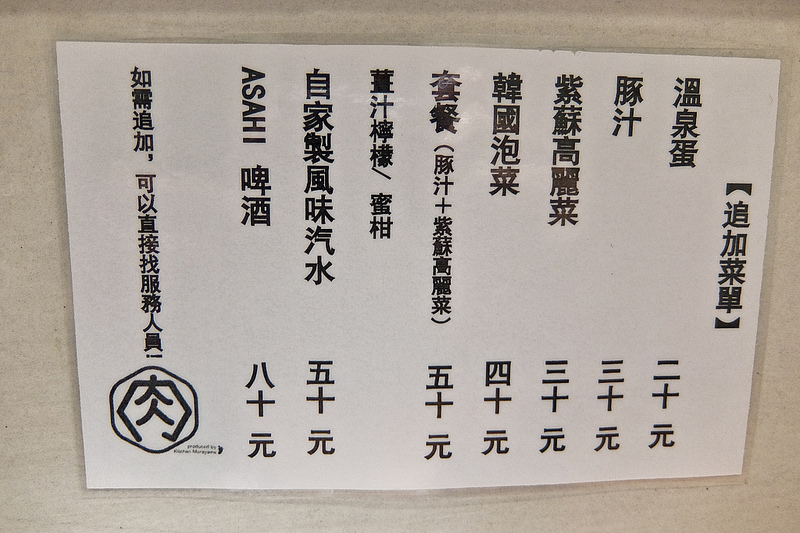 【追加菜單】
溫泉蛋 二十元
豚汁 三十元
紫蘇高麗菜 三十元
韓國泡菜 四十元
套餐(豚汁+紫蘇高麗菜) 五十元
薑汁檸檬/蜜柑
自家製風味汽水 五十元
ASAHI 啤酒 八十元
如需追加,可以直接找服務人員!
肉
produced by
Kitchen Murayama